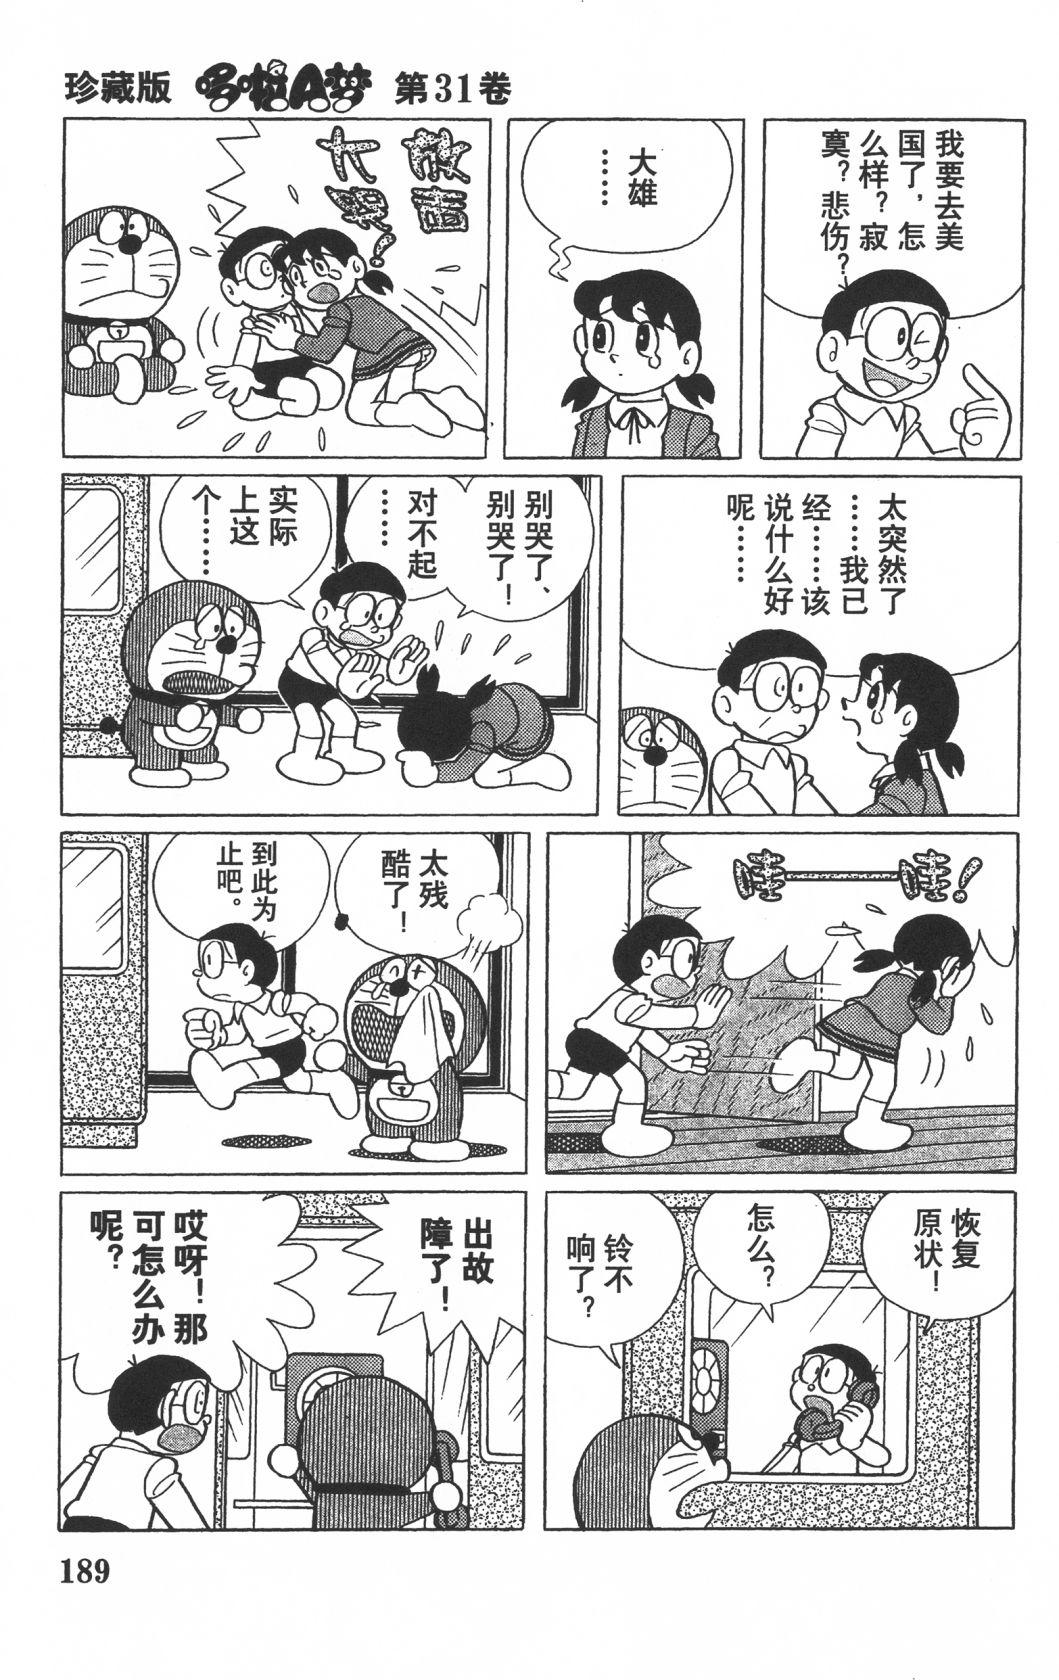 珍藏版 哆啦A梦 第31卷
我要去美
国了，怎
么样？寂
寞？悲伤？
大雄
……
放声
大哭！
太突然了
……我已
经……该
说什么好
呢……
别哭了、
别哭了！
对不起
……
实际
上这
个……
哇——哇！
太残
酷了！
到此为
止吧。
恢复
原状！
怎么？
铃不
响了？
出故
障了！
哎呀！那
可怎么办
呢？
189